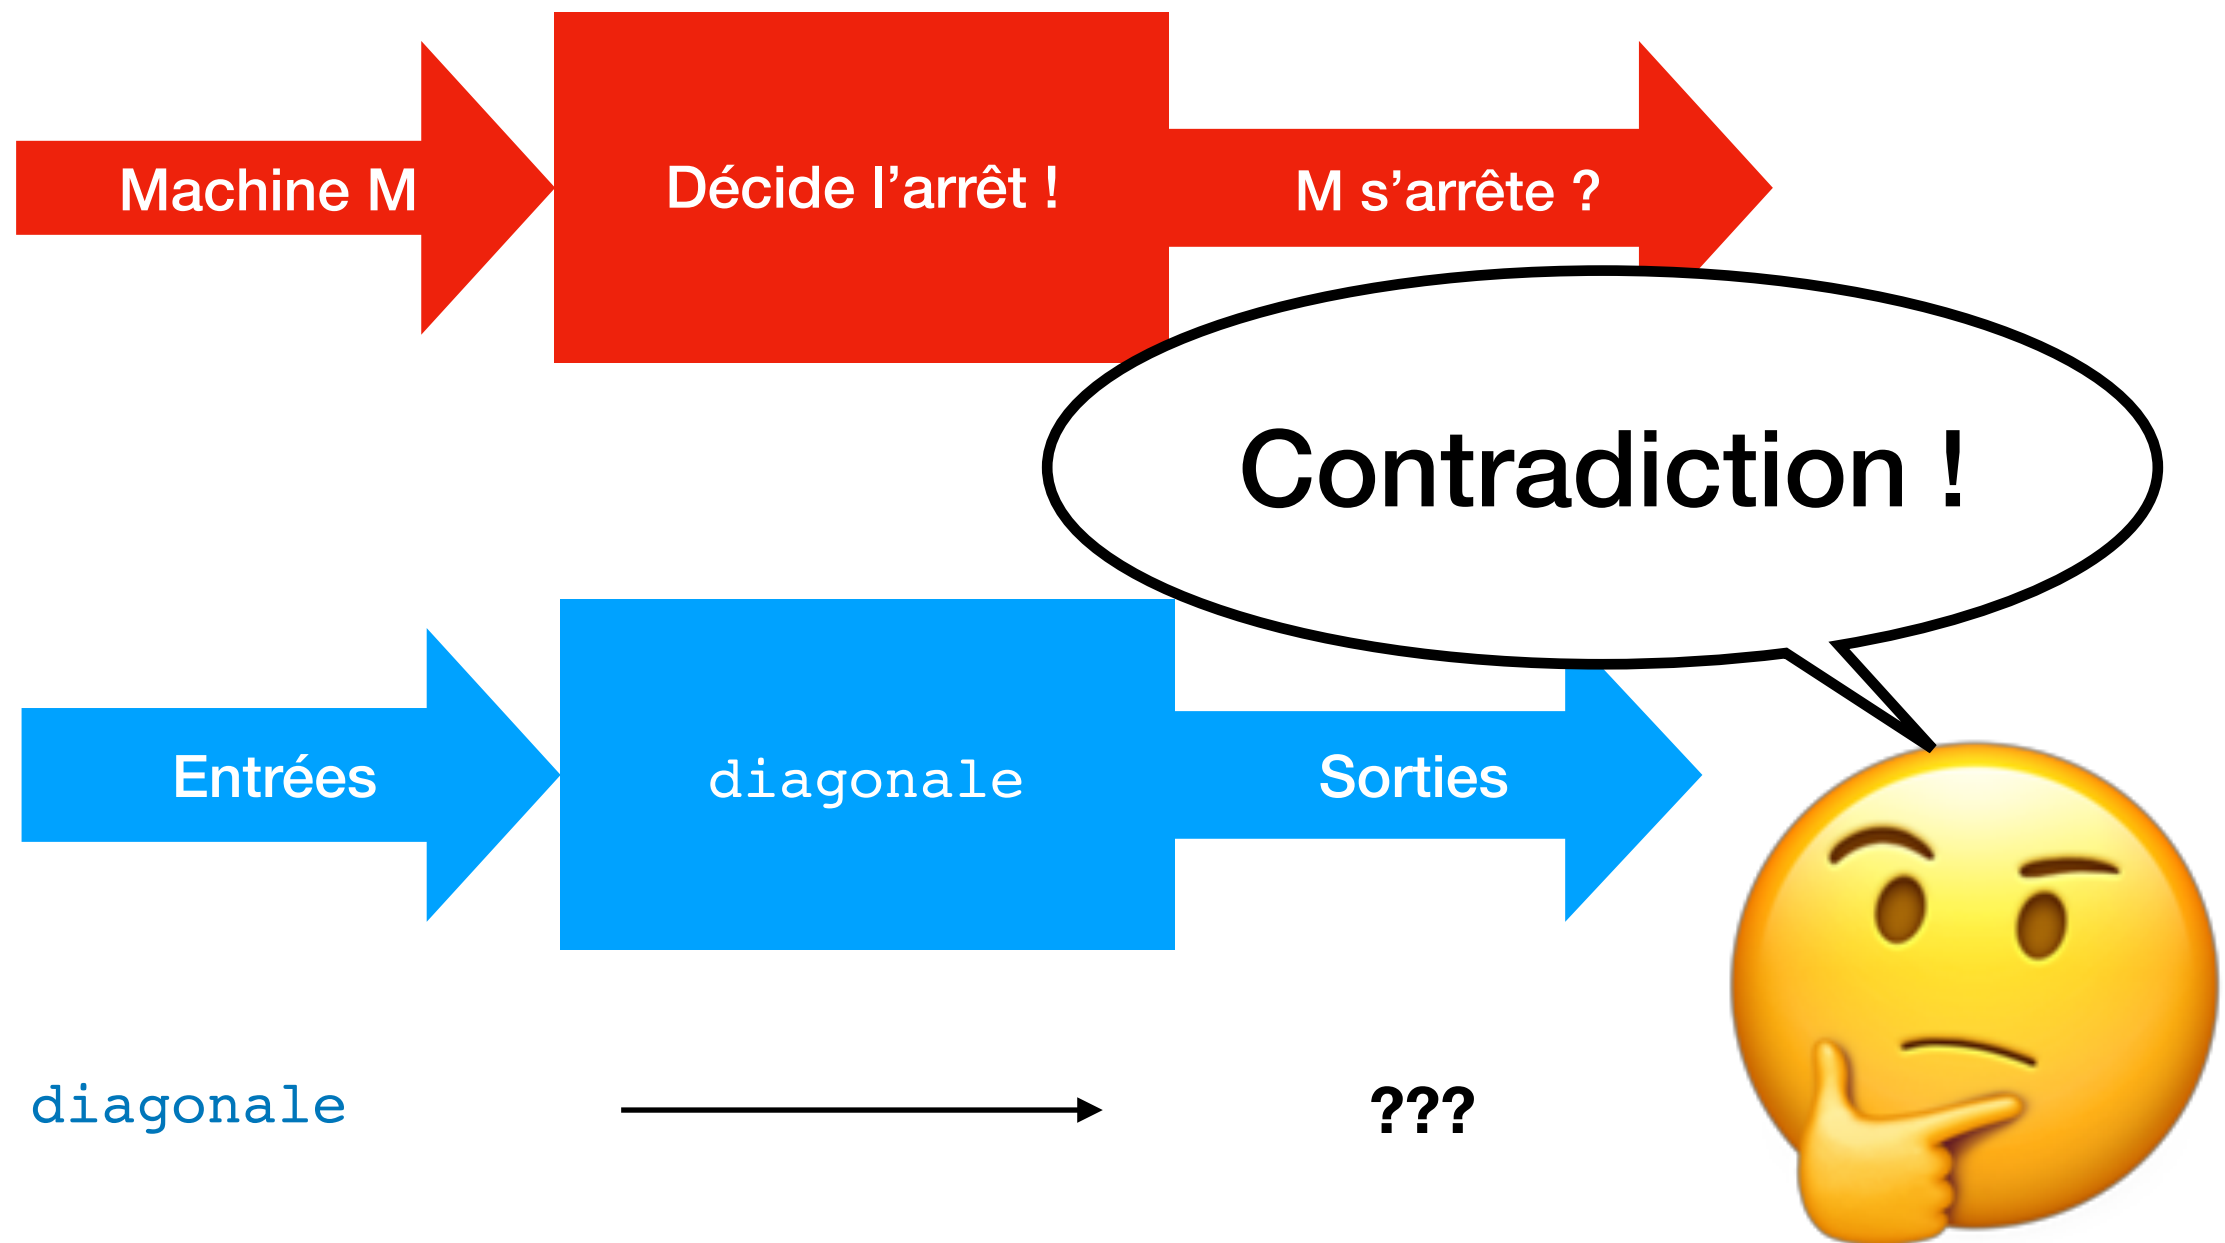 Machine M
Décide l’arrêt !
M s’arrête ?
Contradiction !
Entrées
diagonale
Sorties
diagonale
???